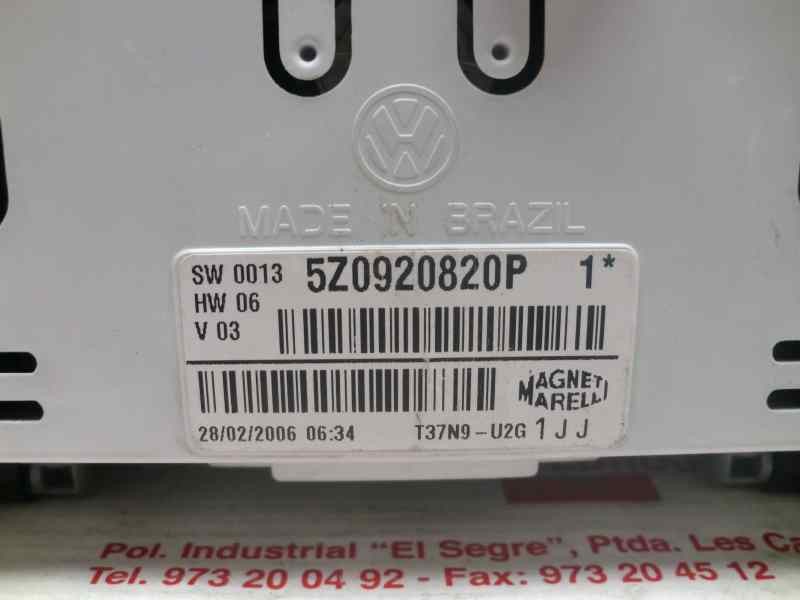 MADE IN BRAZIL
SW 0013 5Z0920820P 1*
HW 06
V 03
MAGNETI
MARELLI
28/02/2006 06:34 T37N9-U2G 1JJ
Pol. Industrial "El Segre", Ptda. Les Ca
Tel. 973 20 04 92 - Fax: 973 20 45 12